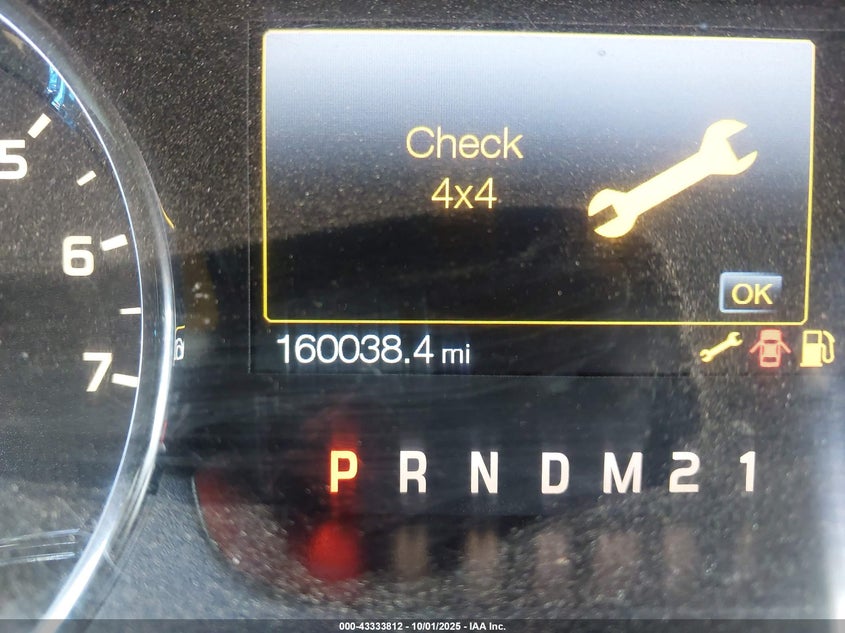 Check
4x4
OK
160038.4 mi
5
6
7
P R N D M 2 1
000-43333812 - 10/01/2025 - IAA Inc.